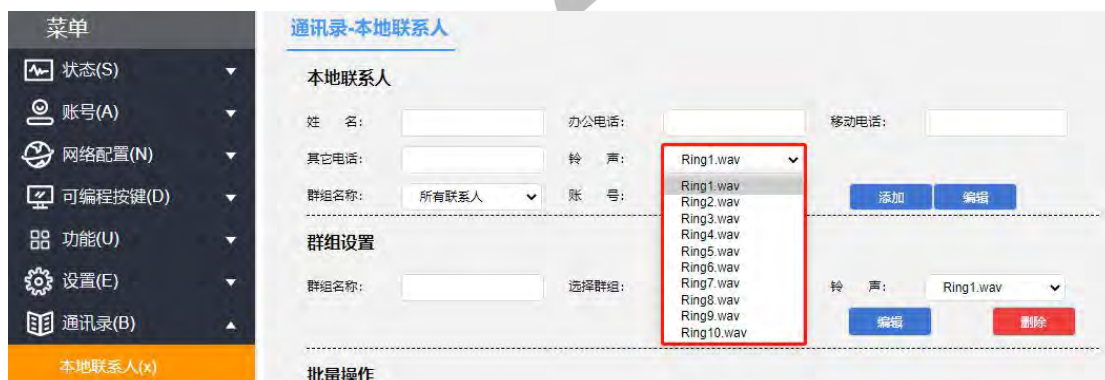 菜单
状态(S)
账号(A)
网络配置(N)
可编程按键(D)
功能(U)
设置(E)
通讯录(B)
本地联系人(x)
通讯录-本地联系人
本地联系人
姓 名: 办公电话: 移动电话:
其它电话: 铃 声: Ring1.wav
群组名称: 所有联系人 账 号: 添加 编辑
Ring1.wav
Ring2.wav
Ring3.wav
Ring4.wav
Ring5.wav
Ring6.wav
Ring7.wav
Ring8.wav
Ring9.wav
Ring10.wav
群组设置
群组名称: 选择群组: 铃 声: Ring1.wav
编辑 删除
批量操作